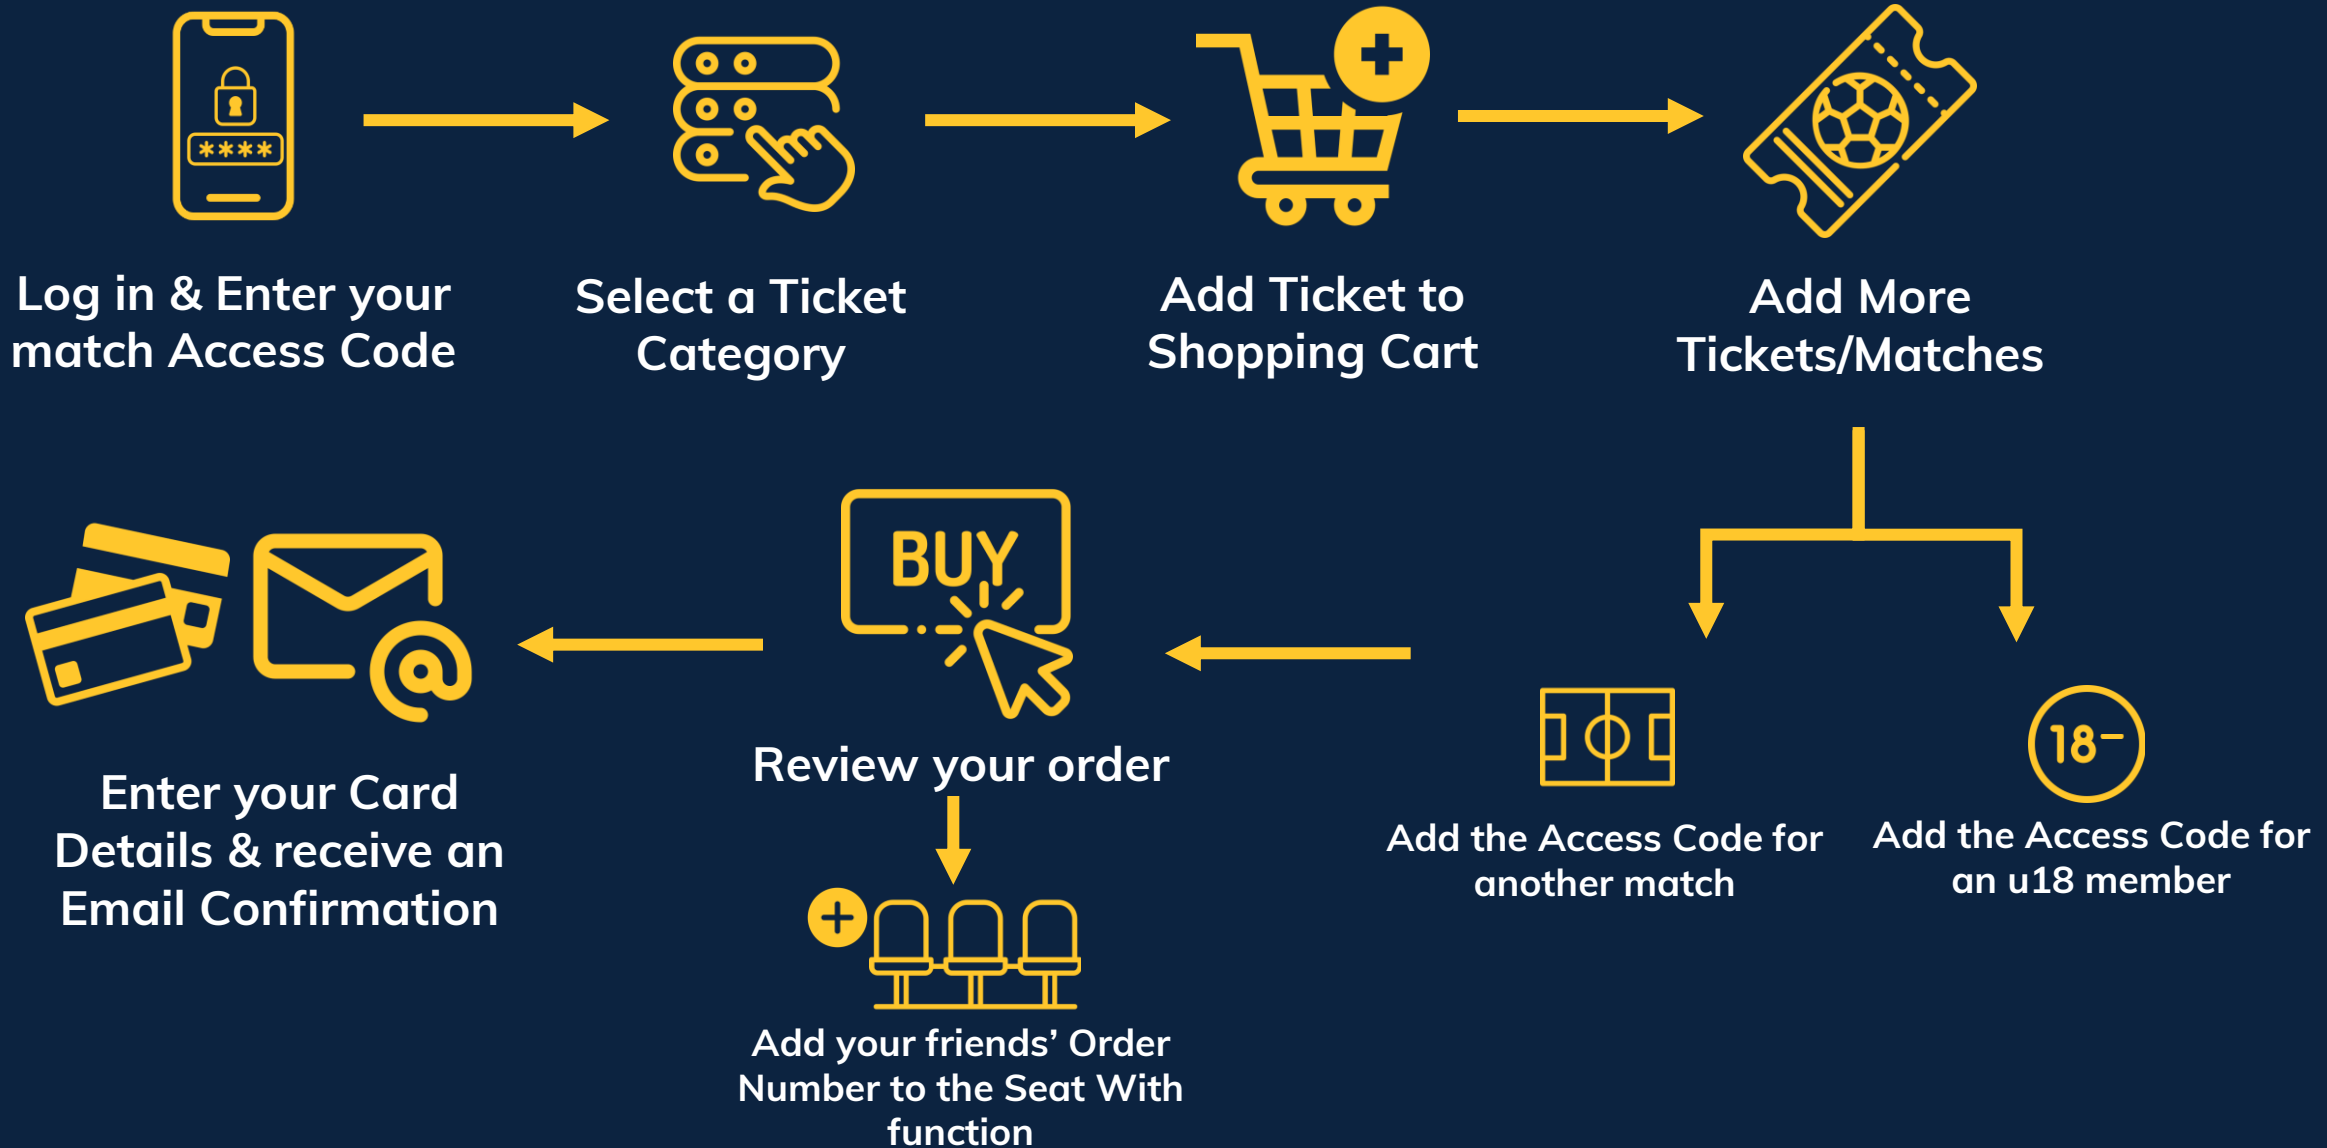 ****
Log in & Enter your
match Access Code
Select a Ticket
Category
Add Ticket to
Shopping Cart
Add More
Tickets/Matches
BUY
Review your order
Enter your Card
Details & receive an
Email Confirmation
@
18-
Add the Access Code for
another match
Add the Access Code for
an u18 member
Add your friends’ Order
Number to the Seat With
function